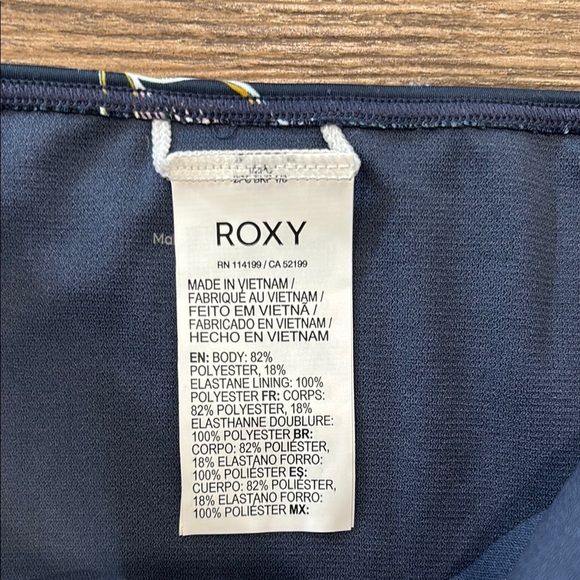 Ma
ROXY
RN 114199 / CA 52199
MADE IN VIETNAM /
FABRIQUÉ AU VIETNAM /
FEITO EM VIETNÃ /
FABRICADO EN VIETNAM /
HECHO EN VIETNAM
EN: BODY: 82%
POLYESTER, 18%
ELASTANE LINING: 100%
POLYESTER FR: CORPS:
82% POLYESTER, 18%
ELASTHANNE DOUBLURE:
100% POLYESTER BR:
CORPO: 82% POLIÉSTER,
18% ELASTANO FORRO:
100% POLIÉSTER ES:
CUERPO: 82% POLIÉSTER,
18% ELASTANO FORRO:
100% POLIÉSTER MX: